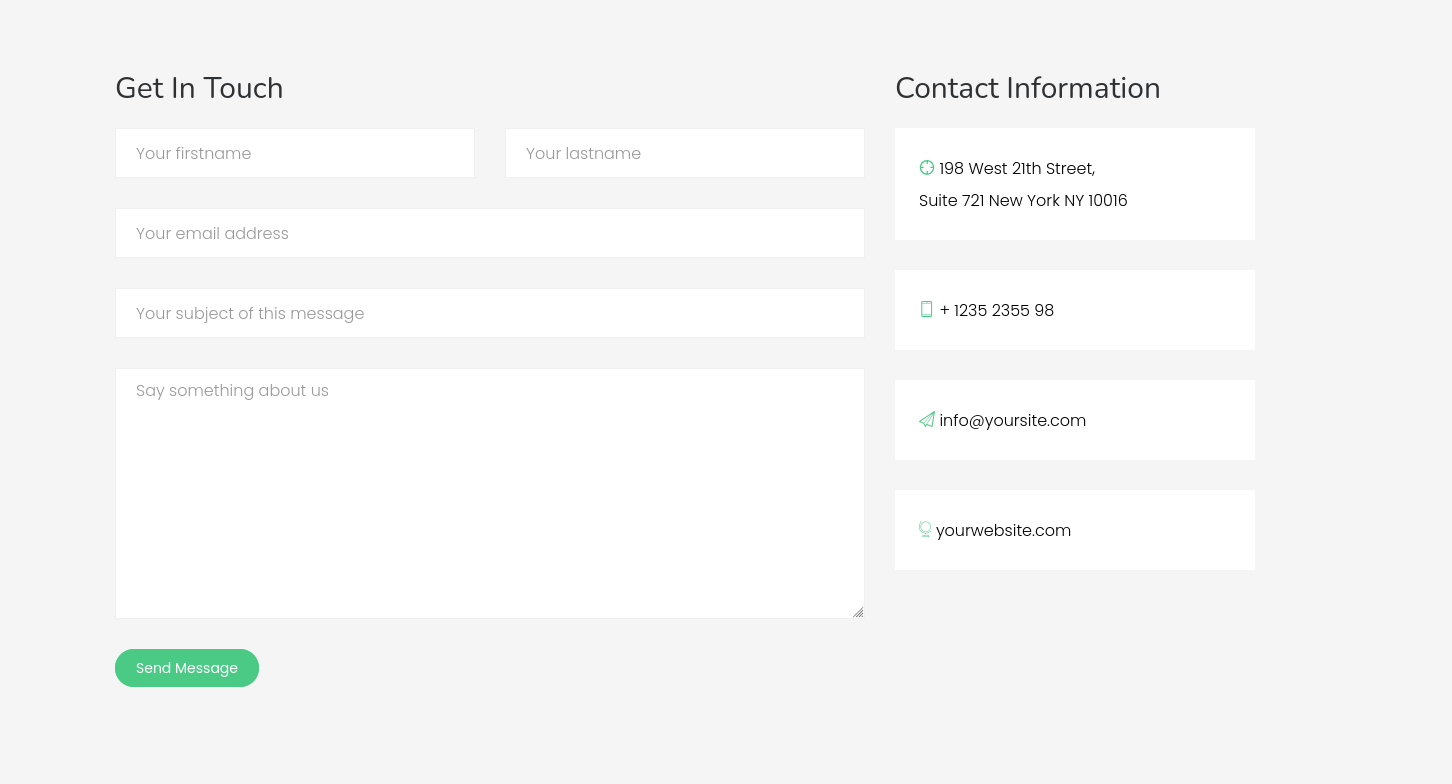 Get In Touch
Your firstname
Your lastname
Your email address
Your subject of this message
Say something about us
Send Message
Contact Information
198 West 21th Street,
Suite 721 New York NY 10016
+ 1235 2355 98
info@yoursite.com
yourwebsite.com